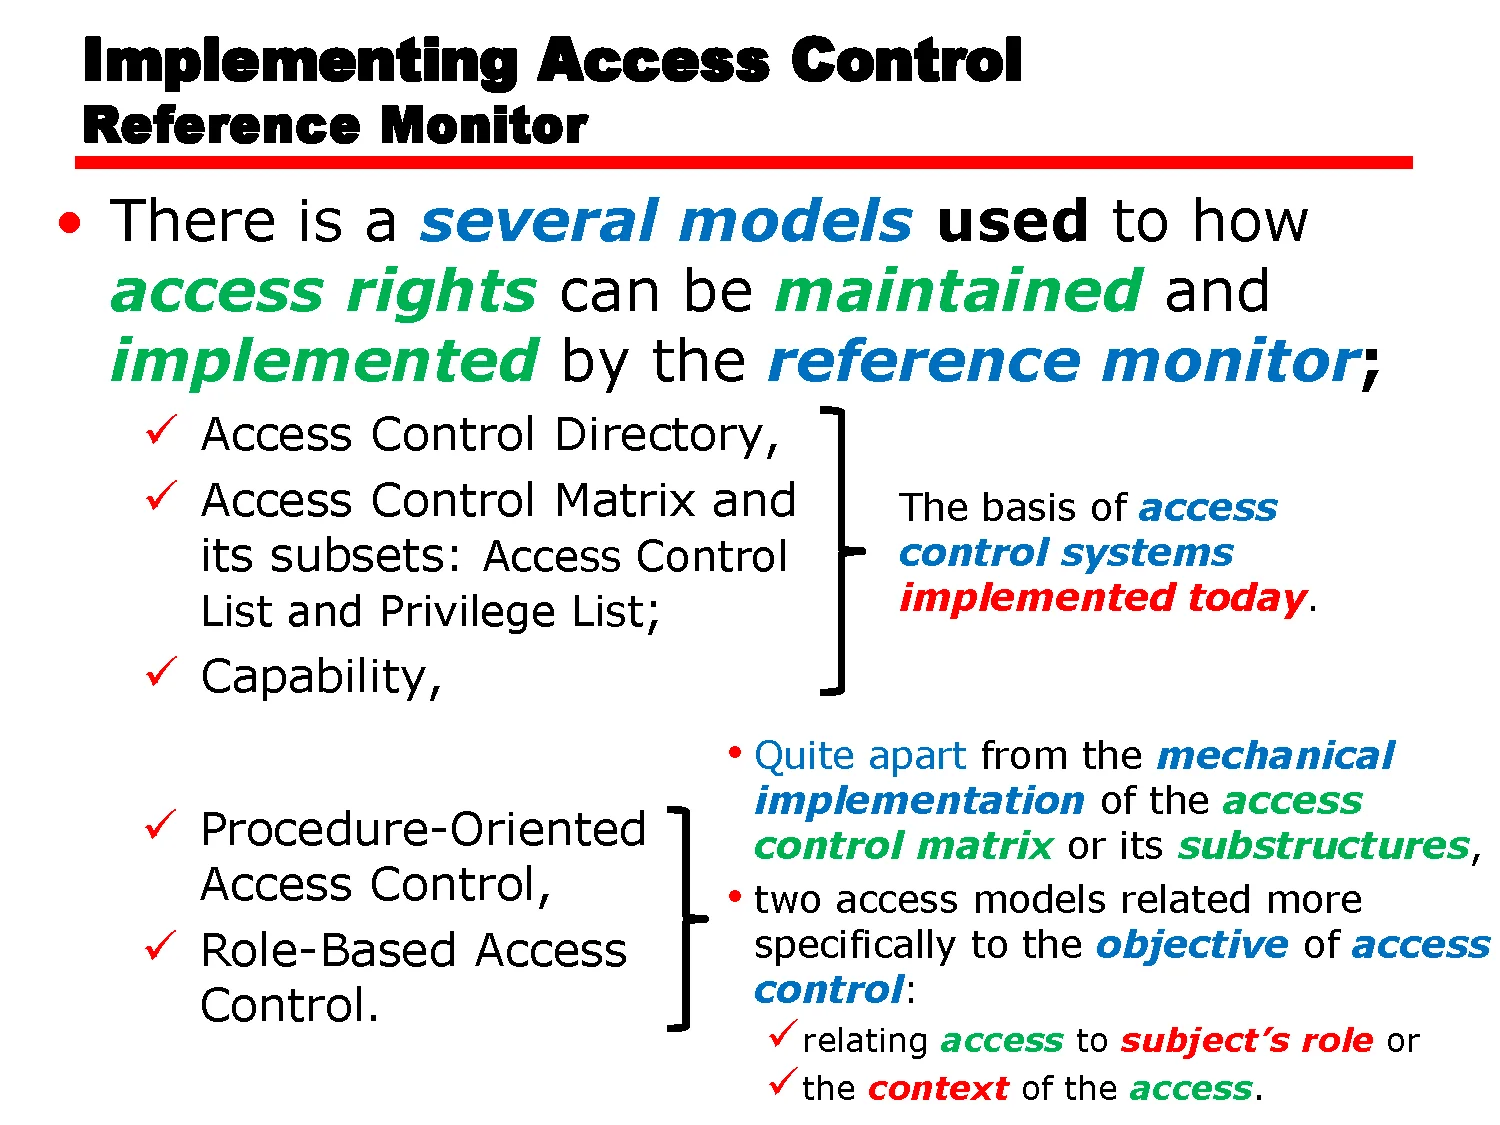 Implementing Access Control
Reference Monitor
• There is a several models used to how
access rights can be maintained and
implemented by the reference monitor;
✓ Access Control Directory,
✓ Access Control Matrix and
its subsets: Access Control
List and Privilege List;
✓ Capability,
The basis of access
control systems
implemented today.
✓ Procedure-Oriented
Access Control,
✓ Role-Based Access
Control.
• Quite apart from the mechanical
implementation of the access
control matrix or its substructures,
• two access models related more
specifically to the objective of access
control:
✓ relating access to subject’s role or
✓ the context of the access.